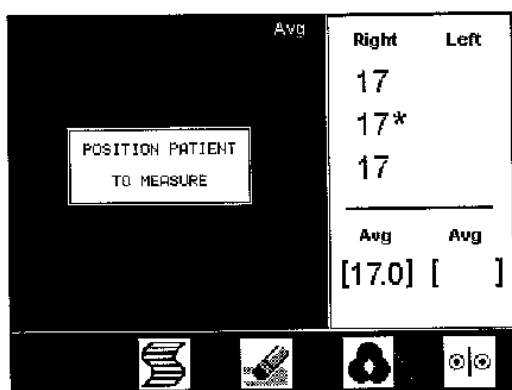 Avg
POSITION PATIENT
TO MEASURE
Right Left
17
17*
17
Avg Avg
[17.0] [ ]